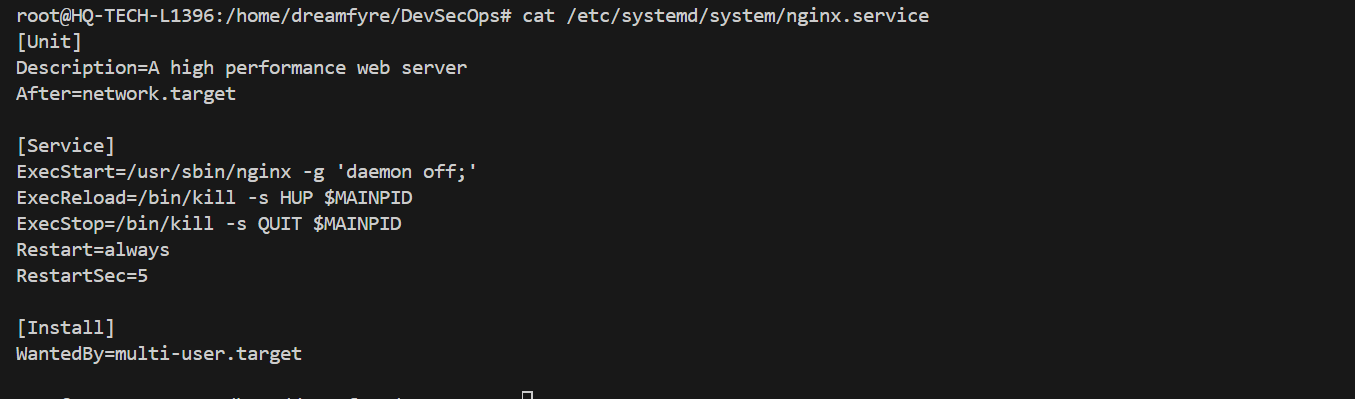 root@HQ-TECH-L1396:/home/dreamfyre/DevSecOps# cat /etc/systemd/system/nginx.service
[Unit]
Description=A high performance web server
After=network.target
[Service]
ExecStart=/usr/sbin/nginx -g 'daemon off;'
ExecReload=/bin/kill -s HUP $MAINPID
ExecStop=/bin/kill -s QUIT $MAINPID
Restart=always
RestartSec=5
[Install]
WantedBy=multi-user.target